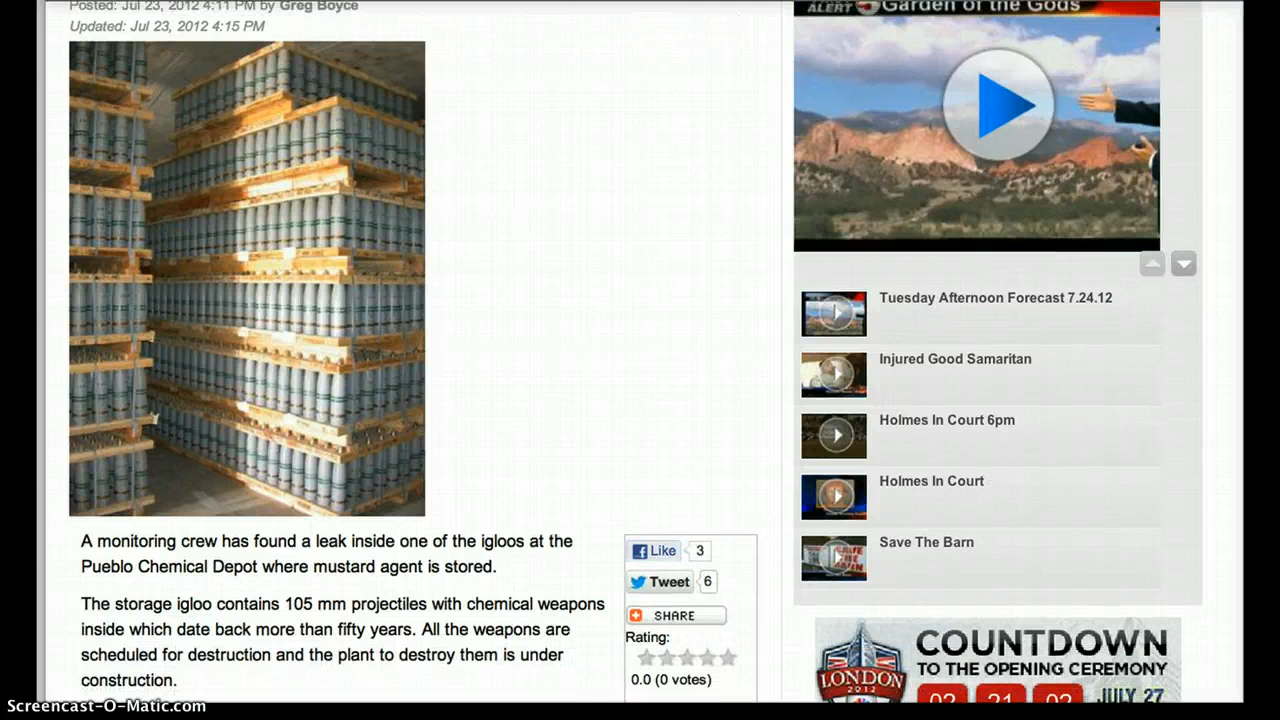 Posted: Jul 23, 2012 4:11 PM by Greg Boyce
Updated: Jul 23, 2012 4:15 PM
A monitoring crew has found a leak inside one of the igloos at the
Pueblo Chemical Depot where mustard agent is stored.
The storage igloo contains 105 mm projectiles with chemical weapons
inside which date back more than fifty years. All the weapons are
scheduled for destruction and the plant to destroy them is under
construction.
Like 3
Tweet 6
SHARE
Rating:
0.0 (0 votes)
ALERT Garden of the Gods
Tuesday Afternoon Forecast 7.24.12
Injured Good Samaritan
Holmes In Court 6pm
Holmes In Court
Save The Barn
COUNTDOWN
TO THE OPENING CEREMONY
LONDON
2012
02 21 02 JULY 27
Screencast-O-Matic.com